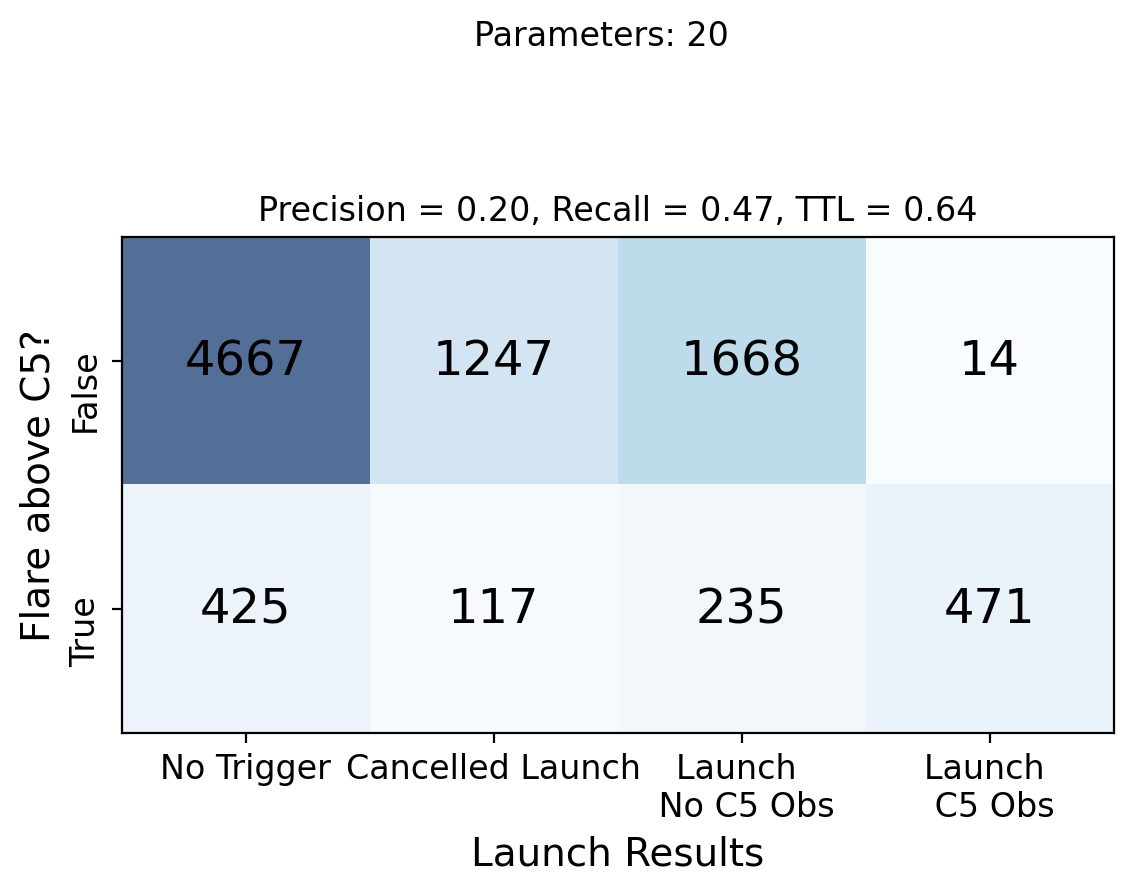 Parameters: 20
Precision = 0.20, Recall = 0.47, TTL = 0.64
Flare above C5?
False
4667
1247
1668
14
True
425
117
235
471
No Trigger
Cancelled Launch
Launch
No C5 Obs
Launch
C5 Obs
Launch Results